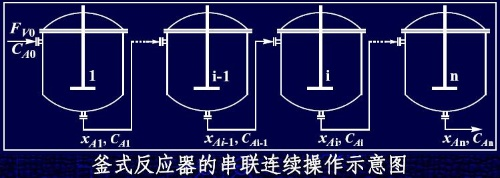 F_V0
C_A0
1
i-1
i
n
x_A1, C_A1
x_Ai-1, C_Ai-1
x_Ai, C_Ai
x_An, C_An
釜式反应器的串联连续操作示意图